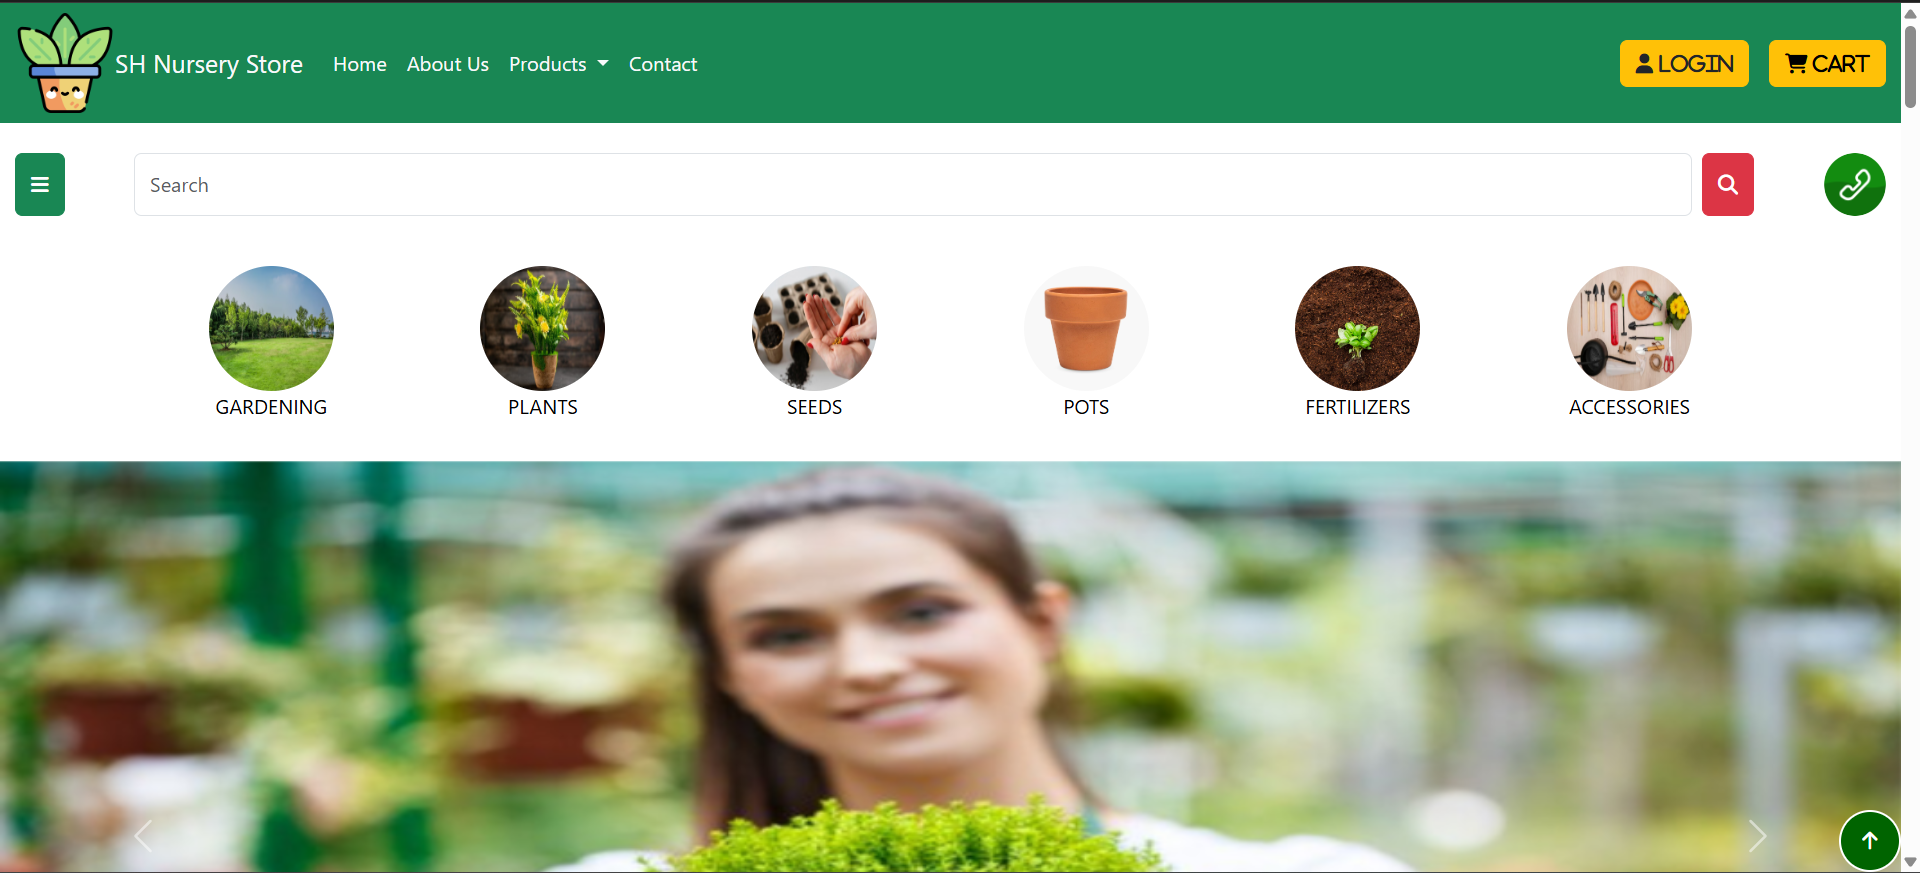 SH Nursery Store Home About Us Products Contact LOGIN CART
Search
GARDENING PLANTS SEEDS POTS FERTILIZERS ACCESSORIES